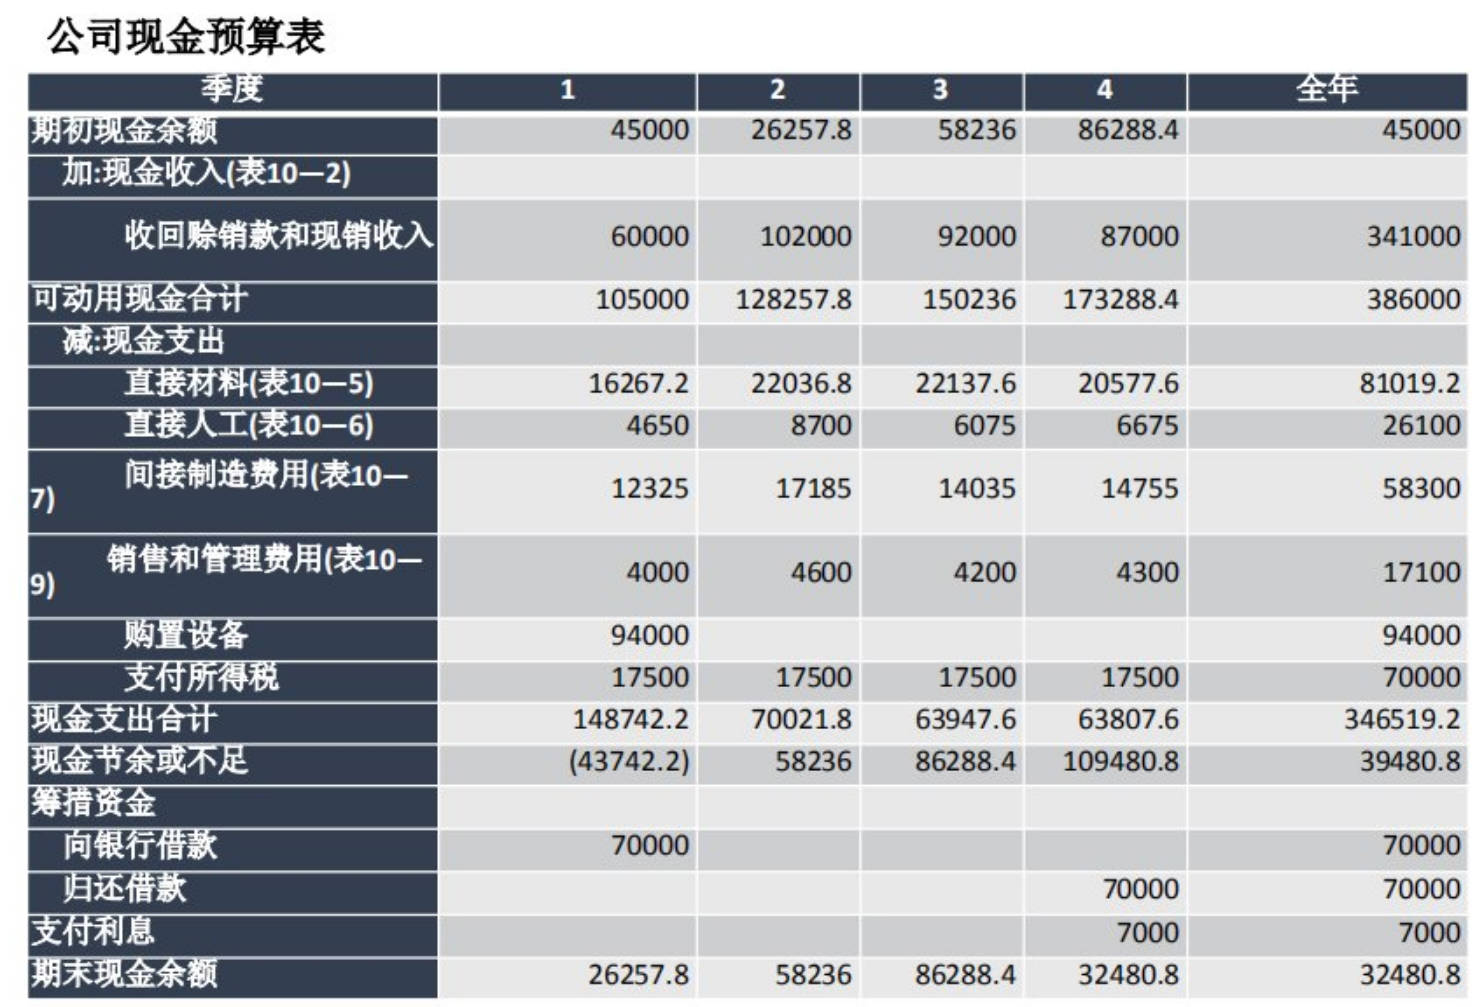 公司现金预算表
季度 1 2 3 4 全年
期初现金余额 45000 26257.8 58236 86288.4 45000
加:现金收入(表10—2)
收回赊销款和现销收入 60000 102000 92000 87000 341000
可动用现金合计 105000 128257.8 150236 173288.4 386000
减:现金支出
直接材料(表10—5) 16267.2 22036.8 22137.6 20577.6 81019.2
直接人工(表10—6) 4650 8700 6075 6675 26100
间接制造费用(表10—
7) 12325 17185 14035 14755 58300
销售和管理费用(表10—
9) 4000 4600 4200 4300 17100
购置设备 94000 94000
支付所得税 17500 17500 17500 17500 70000
现金支出合计 148742.2 70021.8 63947.6 63807.6 346519.2
现金节余或不足 (43742.2) 58236 86288.4 109480.8 39480.8
筹措资金
向银行借款 70000 70000
归还借款 70000 70000
支付利息 7000 7000
期末现金余额 26257.8 58236 86288.4 32480.8 32480.8